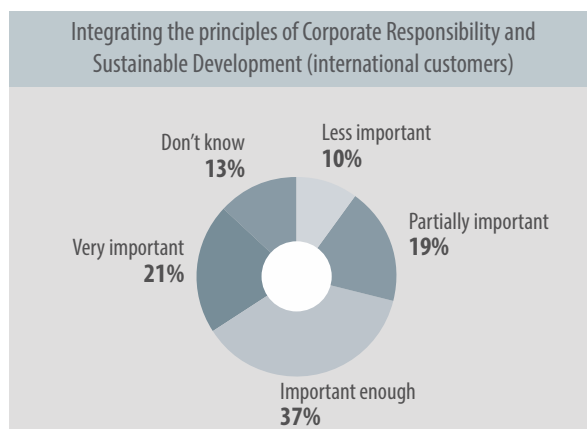 Integrating the principles of Corporate Responsibility and
Sustainable Development (international customers)
Don’t know
13%
Less important
10%
Partially important
19%
Very important
21%
Important enough
37%